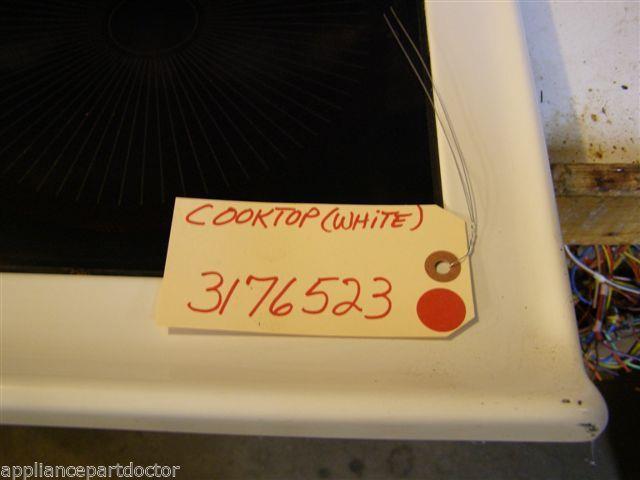 COOKTOP (WHITE)
3176523
appliancepartdoctor